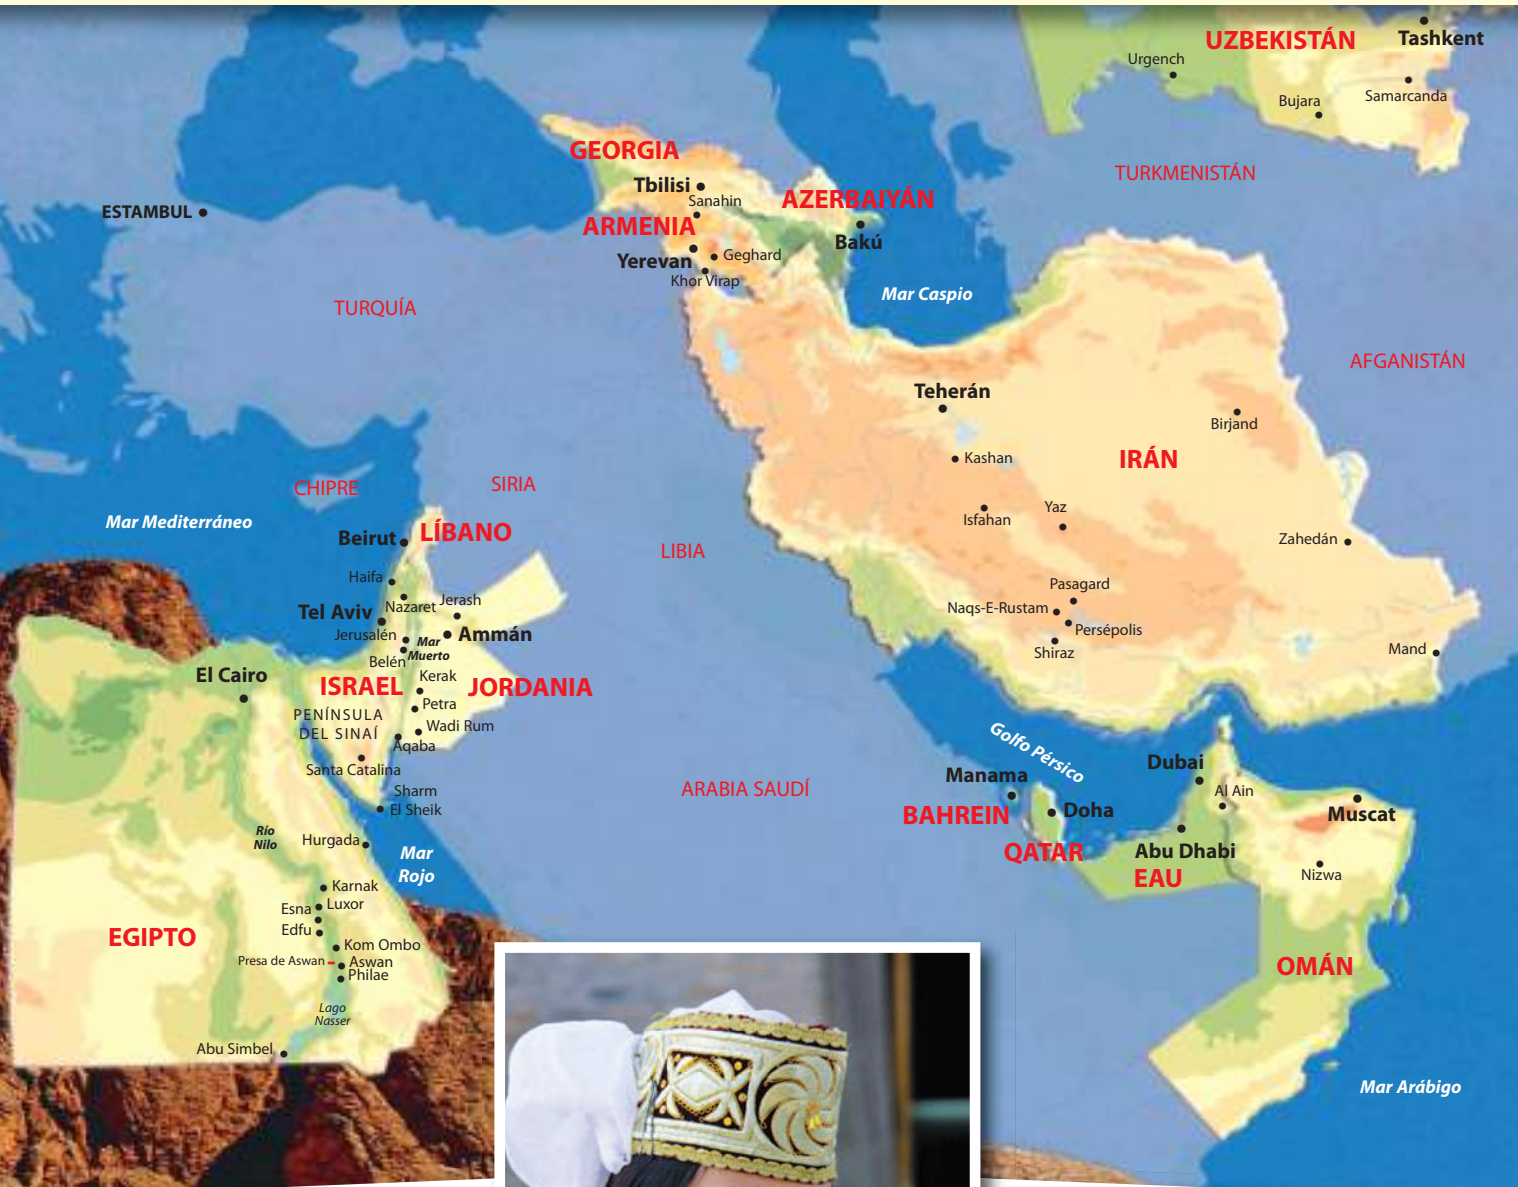 UZBEKISTÁN
Tashkent
Urgench
Bujara
Samarcanda
TURKMENISTÁN
GEORGIA
Tbilisi
Sanahin
AZERBAIYÁN
Bakú
ARMENIA
Yerevan
Geghard
Khor Virap
ESTAMBUL
TURQUÍA
Mar Caspio
AFGANISTÁN
Teherán
Birjand
Kashan
IRÁN
Isfahan
Yaz
Zahedán
Pasagard
Naqs-E-Rustam
Persépolis
Shiraz
Mand
CHIPRE
SIRIA
Mar Mediterráneo
Beirut
LÍBANO
LIBIA
Haifa
Nazaret
Jerash
Tel Aviv
Jerusalén
Mar
Muerto
Ammán
Belén
El Cairo
ISRAEL
Kerak
JORDANIA
Petra
PENÍNSULA
DEL SINAÍ
Wadi Rum
Aqaba
Santa Catalina
Sharm
El Sheik
ARABIA SAUDÍ
Golfo Pérsico
Manama
BAHREIN
Doha
QATAR
Dubai
Al Ain
Abu Dhabi
EAU
Muscat
Nizwa
OMÁN
Mar Arábigo
Río
Nilo
Hurgada
Mar
Rojo
Karnak
Esna
Luxor
Edfu
EGIPTO
Kom Ombo
Presa de Aswan
Aswan
Philae
Lago
Nasser
Abu Simbel